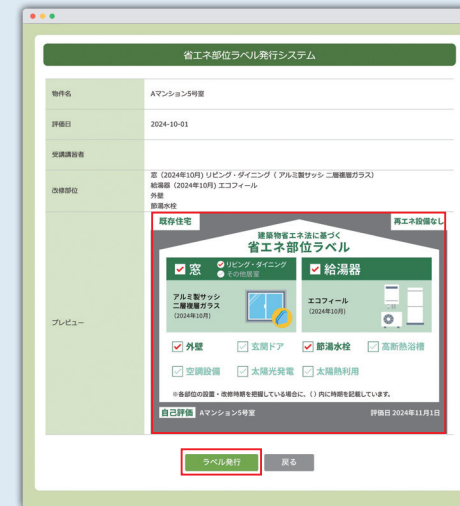 省エネ部位ラベル発行システム
物件名 Aマンション5号室
評価日 2024-10-01
受講講習者
改修部位
窓（2024年10月) リビング・ダイニング（ アルミ製サッシ 二層複層ガラス）
給湯器（2024年10月) エコフィール
外壁
節湯水栓
プレビュー
既存住宅 再エネ設備なし
建築物省エネ法に基づく
省エネ部位ラベル
窓 リビング・ダイニング
その他居室
給湯器
アルミ製サッシ
二層複層ガラス
(2024年10月)
エコフィール
(2024年10月)
外壁 玄関ドア 節湯水栓 高断熱浴槽
空調設備 太陽光発電 太陽熱利用
※各部位の設置・改修時期を把握している場合に、( ) 内に時期を記載しています。
自己評価 Aマンション5号室 評価日 2024年11月1日
ラベル発行 戻る